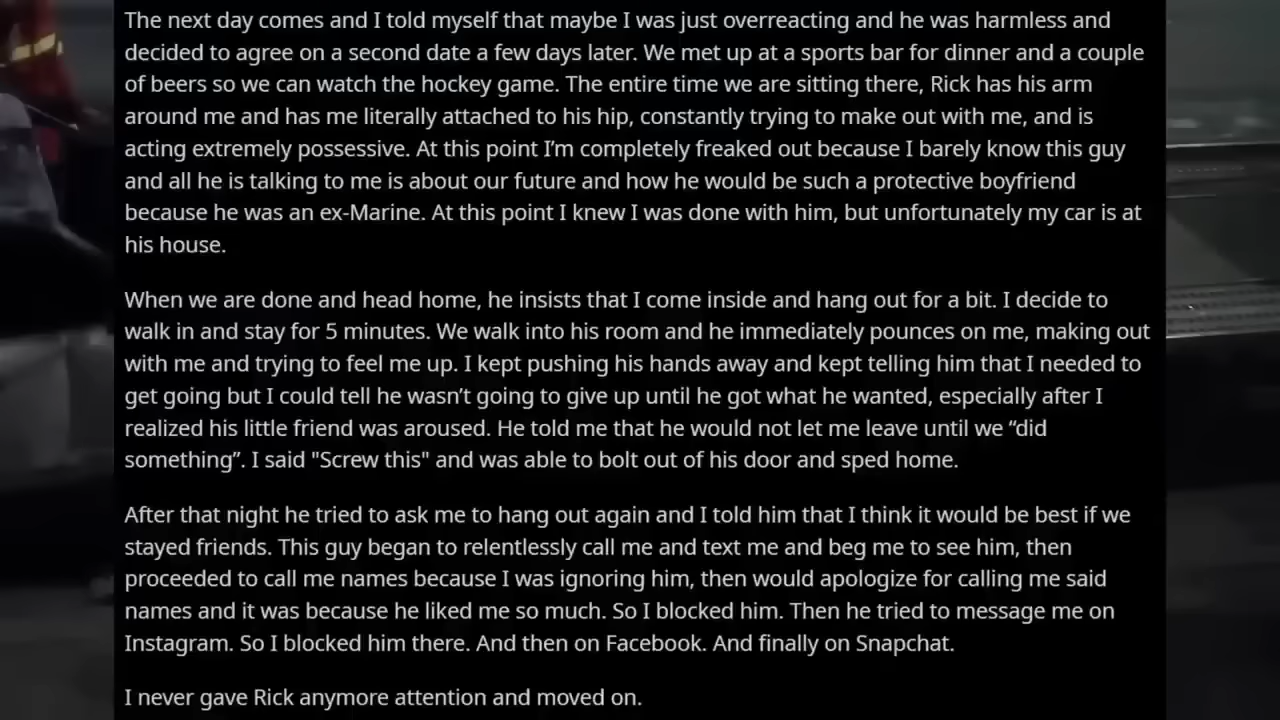 The next day comes and I told myself that maybe I was just overreacting and he was harmless and
decided to agree on a second date a few days later. We met up at a sports bar for dinner and a couple
of beers so we can watch the hockey game. The entire time we are sitting there, Rick has his arm
around me and has me literally attached to his hip, constantly trying to make out with me, and is
acting extremely possessive. At this point I’m completely freaked out because I barely know this guy
and all he is talking to me is about our future and how he would be such a protective boyfriend
because he was an ex-Marine. At this point I knew I was done with him, but unfortunately my car is at
his house.
When we are done and head home, he insists that I come inside and hang out for a bit. I decide to
walk in and stay for 5 minutes. We walk into his room and he immediately pounces on me, making out
with me and trying to feel me up. I kept pushing his hands away and kept telling him that I needed to
get going but I could tell he wasn’t going to give up until he got what he wanted, especially after I
realized his little friend was aroused. He told me that he would not let me leave until we “did
something”. I said "Screw this" and was able to bolt out of his door and sped home.
After that night he tried to ask me to hang out again and I told him that I think it would be best if we
stayed friends. This guy began to relentlessly call me and text me and beg me to see him, then
proceeded to call me names because I was ignoring him, then would apologize for calling me said
names and it was because he liked me so much. So I blocked him. Then he tried to message me on
Instagram. So I blocked him there. And then on Facebook. And finally on Snapchat.
I never gave Rick anymore attention and moved on.